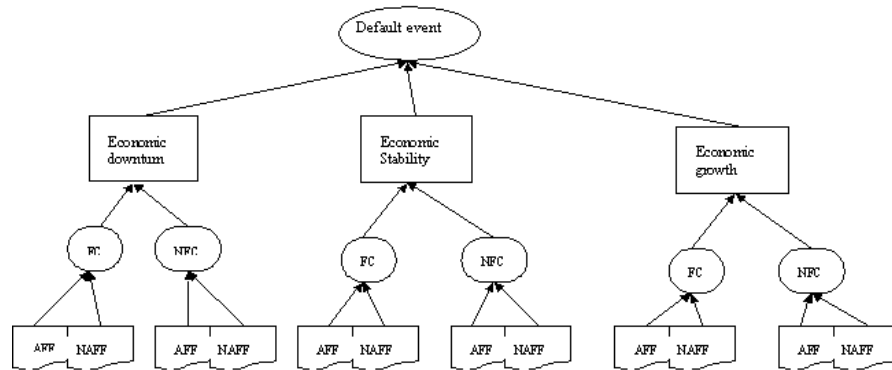 Default event
Economic
downturn
Economic
Stability
Economic
growth
FC
NFC
FC
NFC
FC
NFC
AFF NAFF
AFF NAFF
AFF NAFF
AFF NAFF
AFF NAFF
AFF NAFF